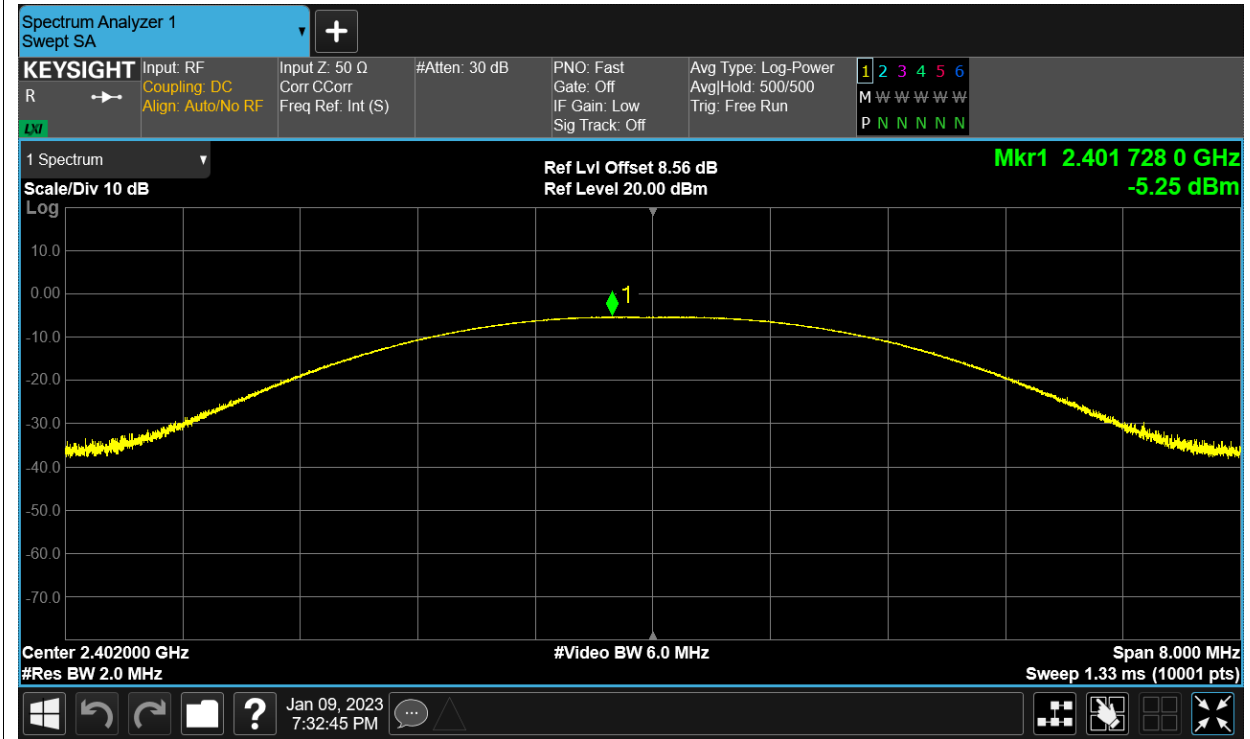 Spectrum Analyzer 1
Swept SA
+
KEYSIGHT Input: RF Input Z: 50 Ω #Atten: 30 dB PNO: Fast Avg Type: Log-Power 1 2 3 4 5 6
R Coupling: DC Corr CCorr Gate: Off Avg|Hold: 500/500 M W W W W W
Align: Auto/No RF Freq Ref: Int (S) IF Gain: Low Trig: Free Run
LXI Sig Track: Off P N N N N N
1 Spectrum
Ref Lvl Offset 8.56 dB Mkr1 2.401 728 0 GHz
Scale/Div 10 dB Ref Level 20.00 dBm -5.25 dBm
Log
10.0
0.00
1
-10.0
-20.0
-30.0
-40.0
-50.0
-60.0
-70.0
Center 2.402000 GHz #Video BW 6.0 MHz Span 8.000 MHz
#Res BW 2.0 MHz Sweep 1.33 ms (10001 pts)
? Jan 09, 2023
7:32:45 PM